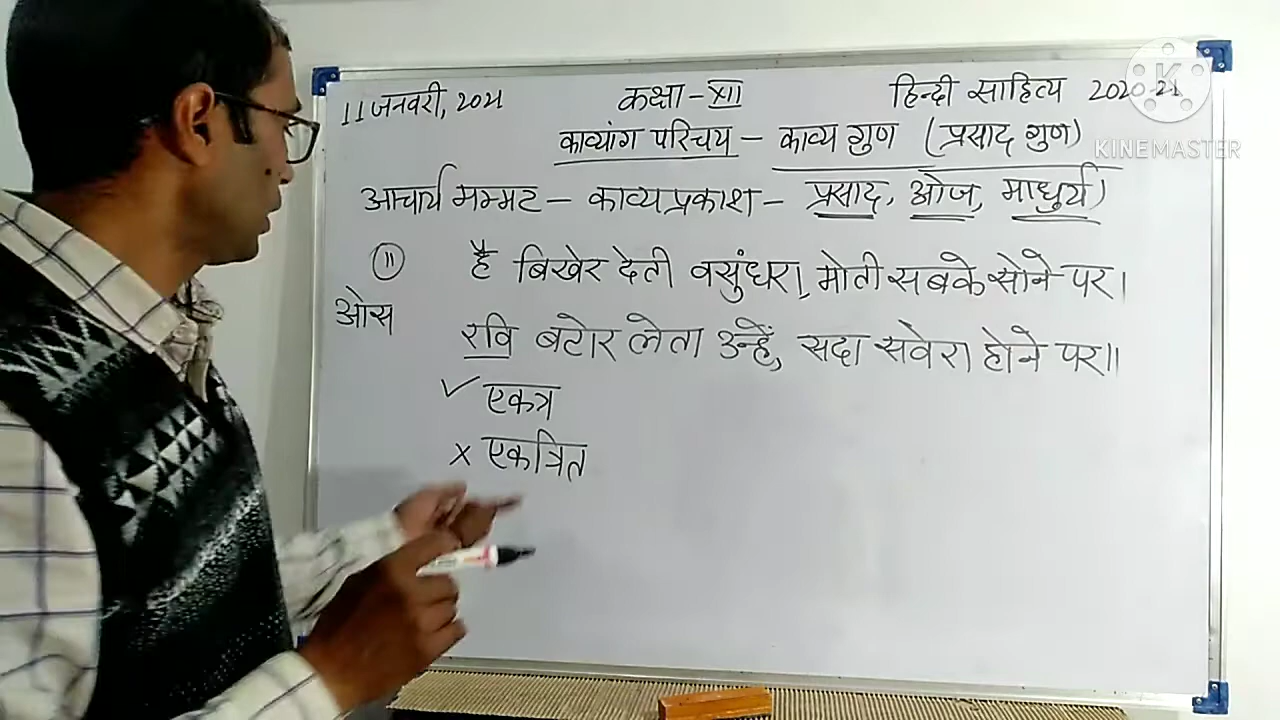 11 जनवरी, 2021 कक्षा - XII हिन्दी साहित्य 2020-21
काव्यांग परिचय - काव्य गुण (प्रसाद गुण)
KINEMASTER
आचार्य मम्मट - काव्यप्रकाश - प्रसाद, ओज, माधुर्य)
11 है बिखेर देती वसुंधरा, मोती सबके सोने पर।
ओस
रवि बटोर लेता उन्हें, सदा सवेरा होने पर॥
✓ एकत्र
x एकत्रित